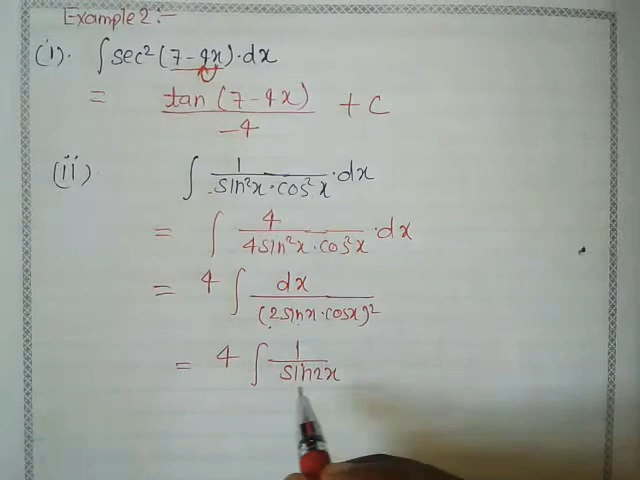 Example 2:-
(i). ∫ sec² (7-4x)·dx
= tan (7-4x) / -4 + C
(ii) ∫ 1 / sin²x·cos²x ·dx
= ∫ 4 / 4sin²x·cos²x ·dx
= 4 ∫ dx / (2sinx·cosx)²
= 4 ∫ 1 / sin2x